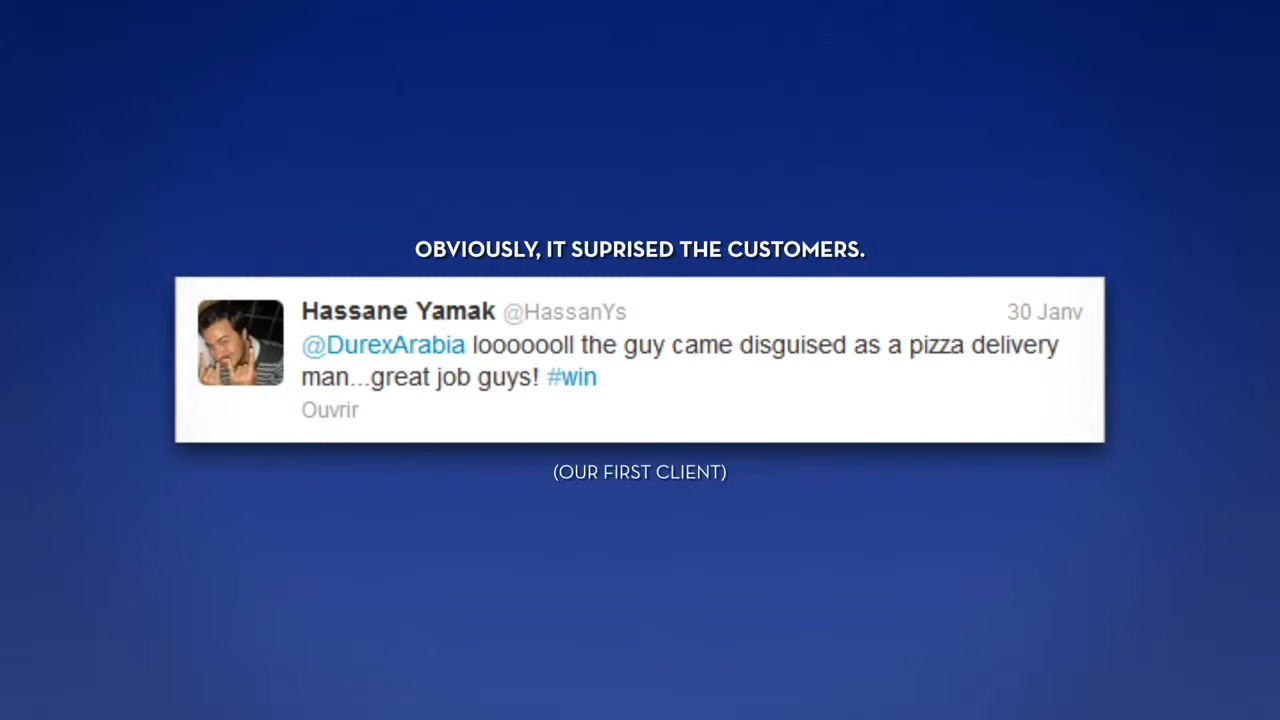 OBVIOUSLY, IT SUPRISED THE CUSTOMERS.
Hassane Yamak @HassanYs 30 Janv
@DurexArabia looooooll the guy came disguised as a pizza delivery
man...great job guys! #win
Ouvrir
(OUR FIRST CLIENT)